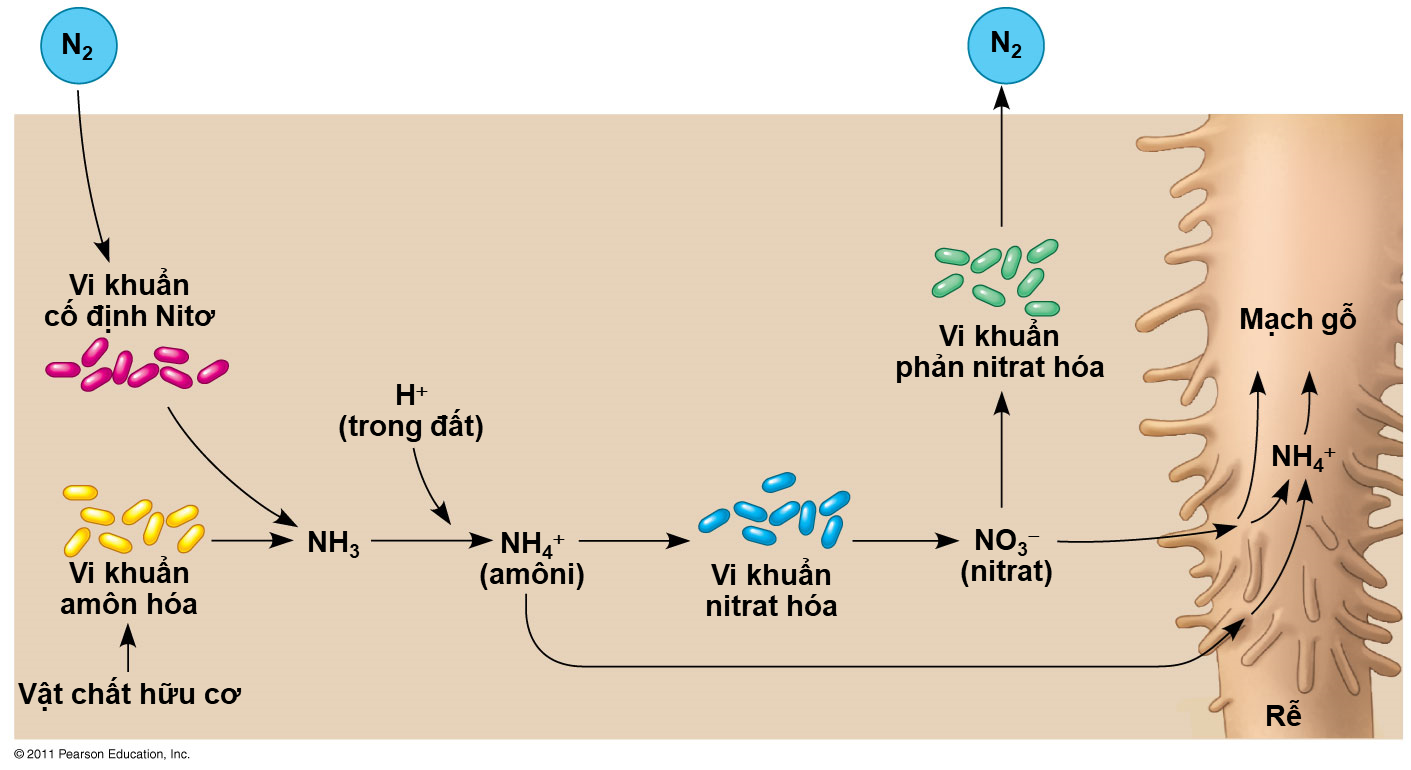 N₂
N₂
Vi khuẩn
cố định Nitơ
Vi khuẩn
phản nitrat hóa
Mạch gỗ
H⁺
(trong đất)
NH₄⁺
NH₃
NH₄⁺
(amôni)
NO₃⁻
(nitrat)
Vi khuẩn
amôn hóa
Vi khuẩn
nitrat hóa
Vật chất hữu cơ
Rễ
© 2011 Pearson Education, Inc.